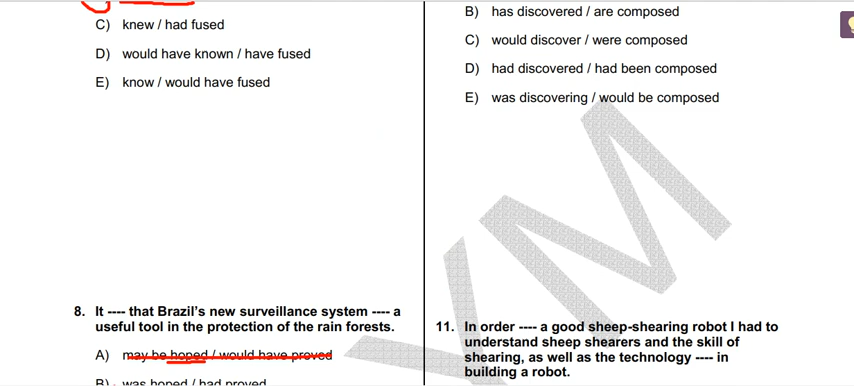 C) knew / had fused
D) would have known / have fused
E) know / would have fused
8. It ---- that Brazil's new surveillance system ---- a
useful tool in the protection of the rain forests.
A) may be hoped / would have proved
B) was hoped / had proved
B) has discovered / are composed
C) would discover / were composed
D) had discovered / had been composed
E) was discovering / would be composed
11. In order ---- a good sheep-shearing robot I had to
understand sheep shearers and the skill of
shearing, as well as the technology ---- in
building a robot.